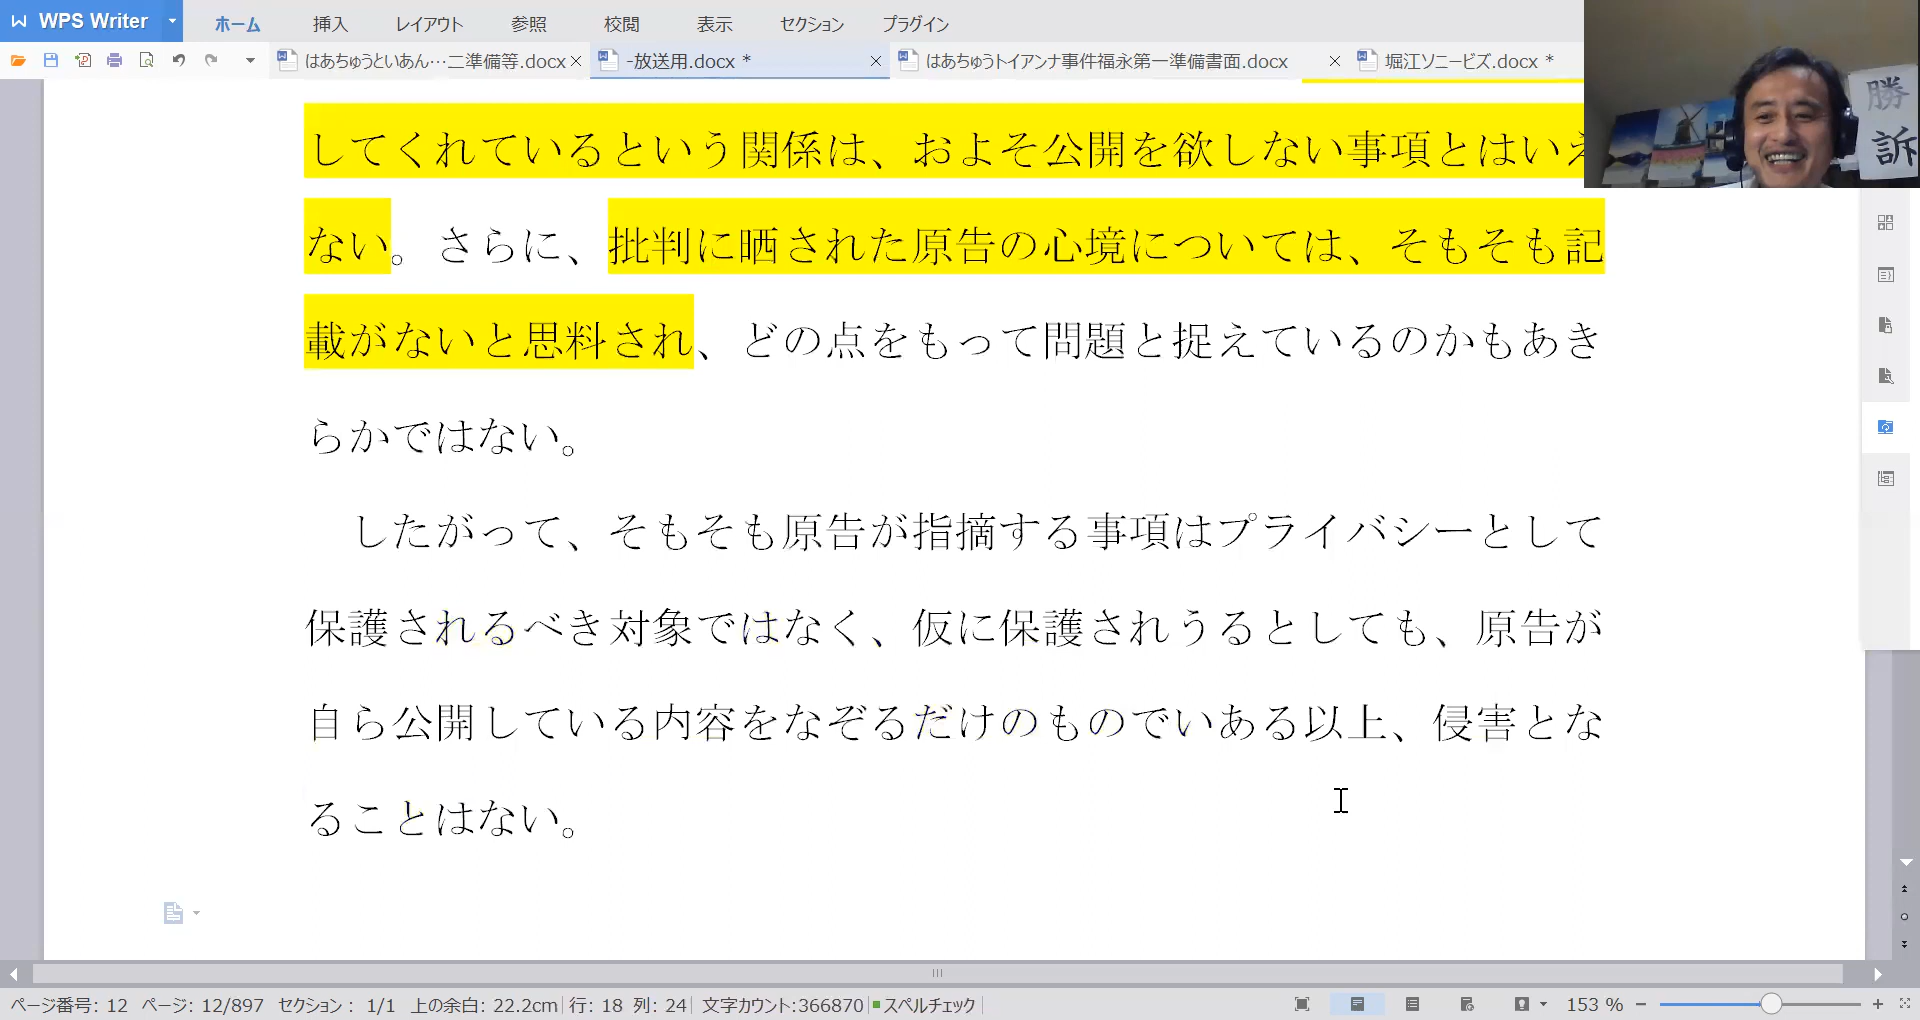 WPS Writer
ホーム 挿入 レイアウト 参照 校閲 表示 セクション プラグイン
はあちゅうといあん…二準備等.docx -放送用.docx * はあちゅうトイアンナ事件福永第一準備書面.docx 堀江ソニービズ.docx *
勝
訴
してくれているという関係は、およそ公開を欲しない事項とはいえ
ない。さらに、批判に晒された原告の心境については、そもそも記
載がないと思料され、どの点をもって問題と捉えているのかもあき
らかではない。
したがって、そもそも原告が指摘する事項はプライバシーとして
保護されるべき対象ではなく、仮に保護されうるとしても、原告が
自ら公開している内容をなぞるだけのものでいある以上、侵害とな
ることはない。
ページ番号: 12 ページ: 12/897 セクション: 1/1 上の余白: 22.2cm 行: 18 列: 24 文字カウント:366870 スペルチェック 153 %